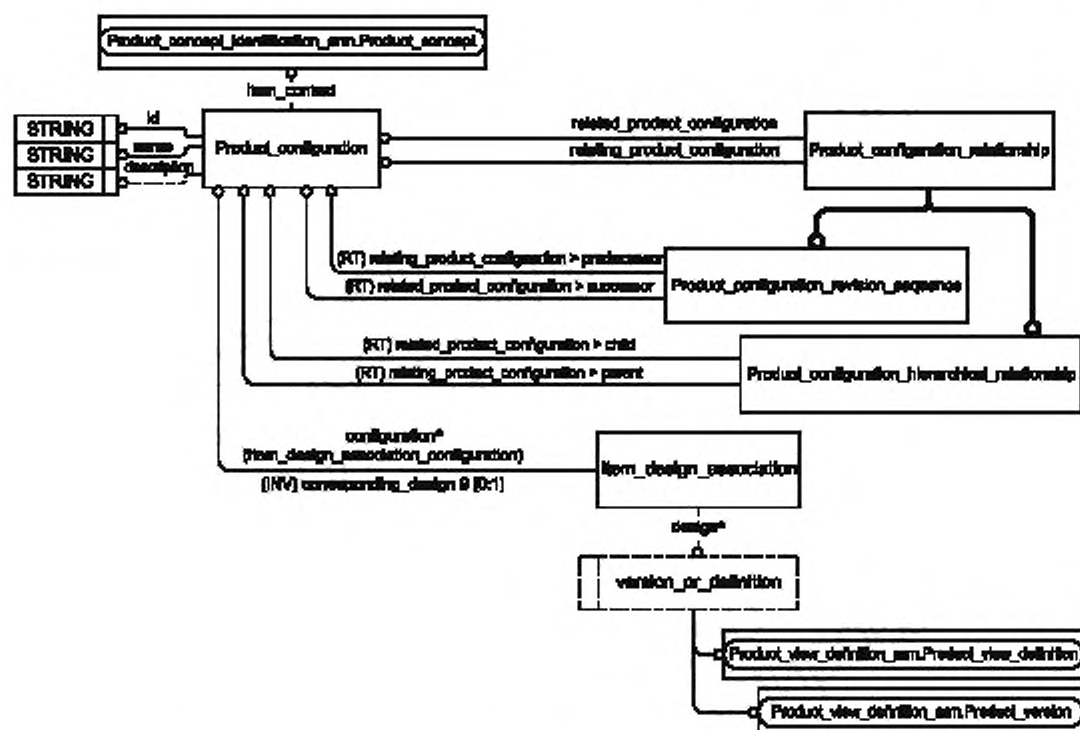 Product_concept_identification_arm.Product_concept
item_context
id
STRING
name
STRING
description
STRING
Product_configuration
related_product_configuration
relating_product_configuration
Product_configuration_relationship
(RT) relating_product_configuration > predecessor
(RT) related_product_configuration > successor
Product_configuration_revision_sequence
(RT) related_product_configuration > child
(RT) relating_product_configuration > parent
Product_configuration_hierarchical_relationship
configuration*
(item_design_association_configuration)
(INV) corresponding_design S [0:1]
item_design_association
design*
version_or_definition
Product_view_definition_arm.Product_view_definition
Product_view_definition_arm.Product_version